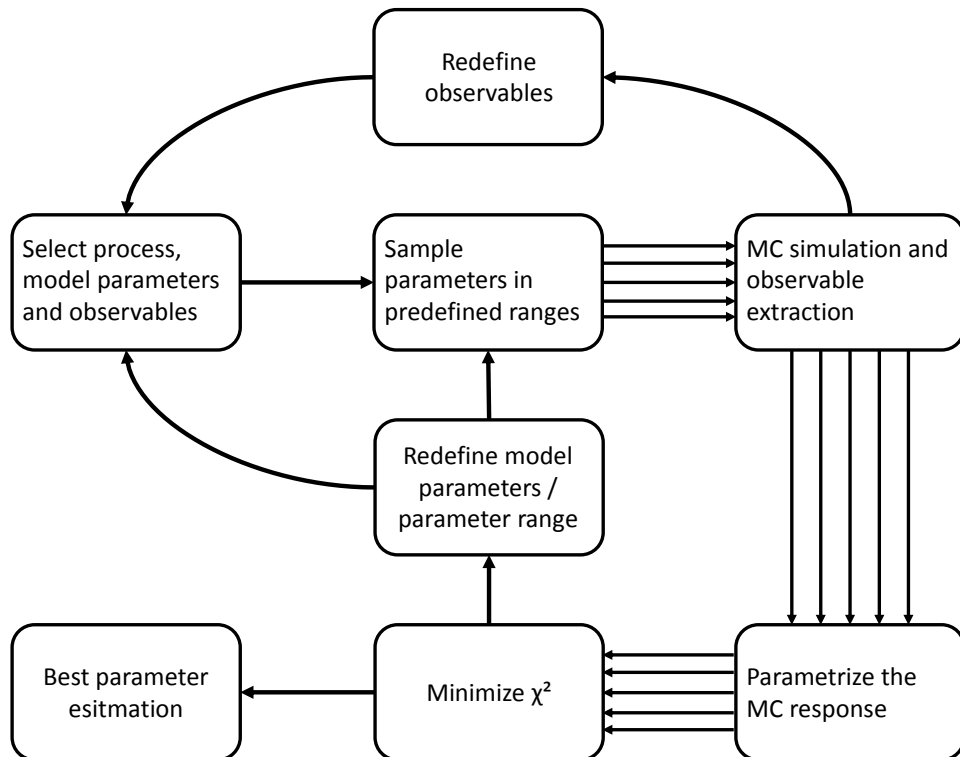 Redefine
observables
Select process,
model parameters
and observables
Sample
parameters in
predefined ranges
MC simulation and
observable
extraction
Redefine model
parameters /
parameter range
Best parameter
esitmation
Minimize χ²
Parametrize the
MC response